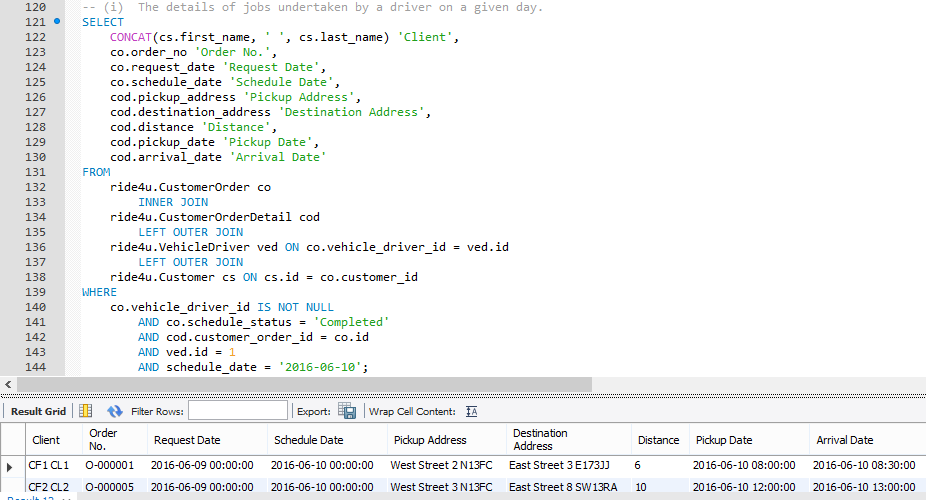 120 -- (i)  The details of jobs undertaken by a driver on a given day.
121 SELECT
122 CONCAT(cs.first_name, ' ', cs.last_name) 'Client',
123 co.order_no 'Order No.',
124 co.request_date 'Request Date',
125 co.schedule_date 'Schedule Date',
126 cod.pickup_address 'Pickup Address',
127 cod.destination_address 'Destination Address',
128 cod.distance 'Distance',
129 cod.pickup_date 'Pickup Date',
130 cod.arrival_date 'Arrival Date'
131 FROM
132 ride4u.CustomerOrder co
133 INNER JOIN
134 ride4u.CustomerOrderDetail cod
135 LEFT OUTER JOIN
136 ride4u.VehicleDriver ved ON co.vehicle_driver_id = ved.id
137 LEFT OUTER JOIN
138 ride4u.Customer cs ON cs.id = co.customer_id
139 WHERE
140 co.vehicle_driver_id IS NOT NULL
141 AND co.schedule_status = 'Completed'
142 AND cod.customer_order_id = co.id
143 AND ved.id = 1
144 AND schedule_date = '2016-06-10';
Result Grid Filter Rows: Export: Wrap Cell Content:
Client Order No. Request Date Schedule Date Pickup Address Destination Address Distance Pickup Date Arrival Date
CF1 CL1 O-000001 2016-06-09 00:00:00 2016-06-10 00:00:00 West Street 2 N13FC East Street 3 E173JJ 6 2016-06-10 08:00:00 2016-06-10 08:30:00
CF2 CL2 O-000005 2016-06-09 00:00:00 2016-06-10 00:00:00 West Street 3 N13FC East Street 8 SW13RA 10 2016-06-10 12:00:00 2016-06-10 13:00:00